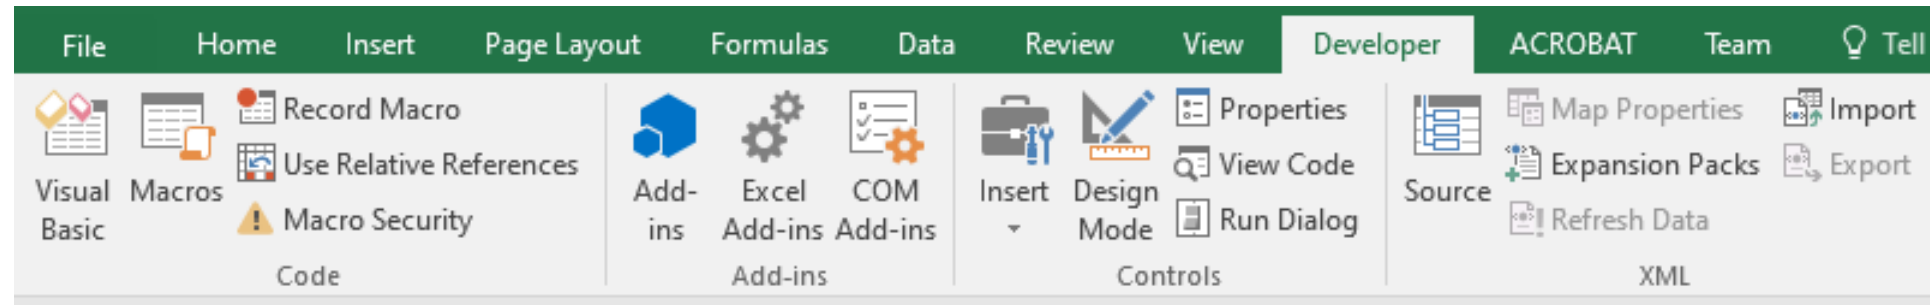 File Home Insert Page Layout Formulas Data Review View Developer ACROBAT Team Tell
Visual
Basic
Macros
Record Macro
Use Relative References
Macro Security
Code
Add-
ins
Excel
Add-ins
COM
Add-ins
Add-ins
Insert
Design
Mode
Properties
View Code
Run Dialog
Controls
Source
Map Properties
Expansion Packs
Refresh Data
Import
Export
XML